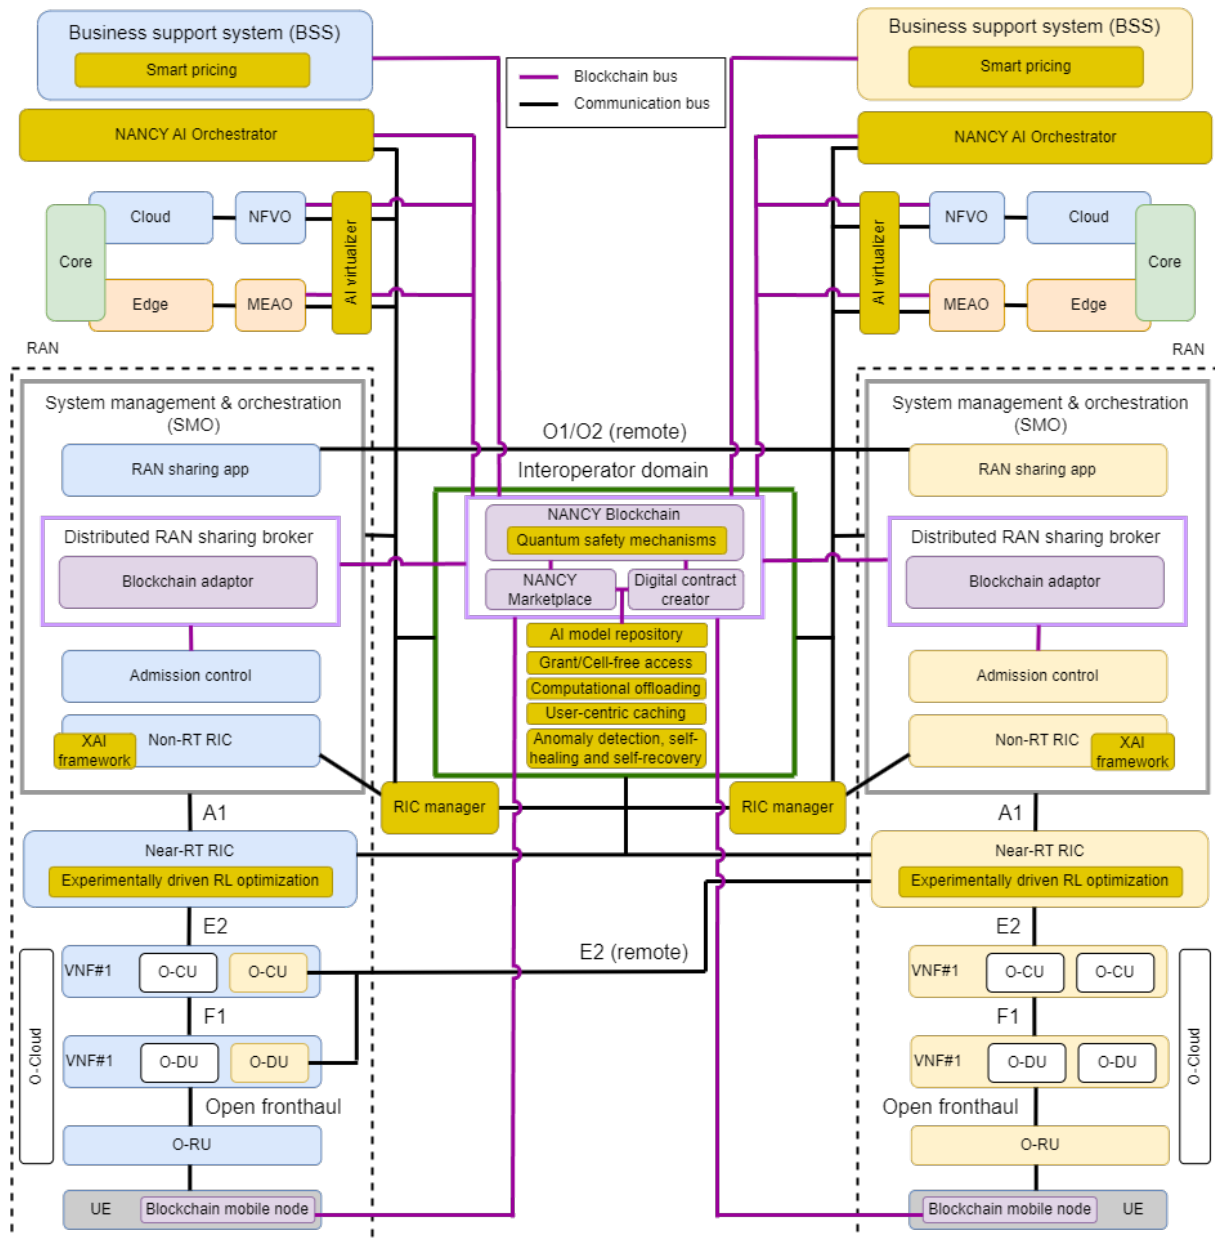 Business support system (BSS)
Smart pricing
Business support system (BSS)
Smart pricing
Blockchain bus
Communication bus
NANCY AI Orchestrator
NANCY AI Orchestrator
Cloud
NFVO
Core
AI virtualizer
Edge
MEAO
NFVO
Cloud
AI virtualizer
Core
MEAO
Edge
RAN
RAN
System management & orchestration
(SMO)
RAN sharing app
Distributed RAN sharing broker
Blockchain adaptor
Admission control
Non-RT RIC
XAI
framework
O1/O2 (remote)
Interoperator domain
NANCY Blockchain
Quantum safety mechanisms
NANCY
Marketplace
Digital contract
creator
AI model repository
Grant/Cell-free access
Computational offloading
User-centric caching
Anomaly detection, self-
healing and self-recovery
System management & orchestration
(SMO)
RAN sharing app
Distributed RAN sharing broker
Blockchain adaptor
Admission control
Non-RT RIC
XAI
framework
RIC manager
RIC manager
A1
Near-RT RIC
Experimentally driven RL optimization
E2
A1
Near-RT RIC
Experimentally driven RL optimization
E2
E2 (remote)
O-Cloud
VNF#1
O-CU
O-CU
F1
VNF#1
O-DU
O-DU
Open fronthaul
O-RU
UE
Blockchain mobile node
VNF#1
O-CU
O-CU
F1
VNF#1
O-DU
O-DU
O-Cloud
Open fronthaul
O-RU
Blockchain mobile node
UE